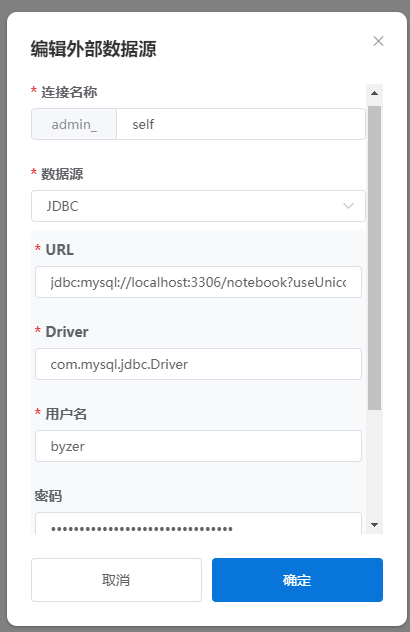 编辑外部数据源
* 连接名称
admin_ self
* 数据源
JDBC
* URL
jdbc:mysql://localhost:3306/notebook?useUnico
* Driver
com.mysql.jdbc.Driver
* 用户名
byzer
密码
••••••••••••••••••••••••••••••••
取消 确定